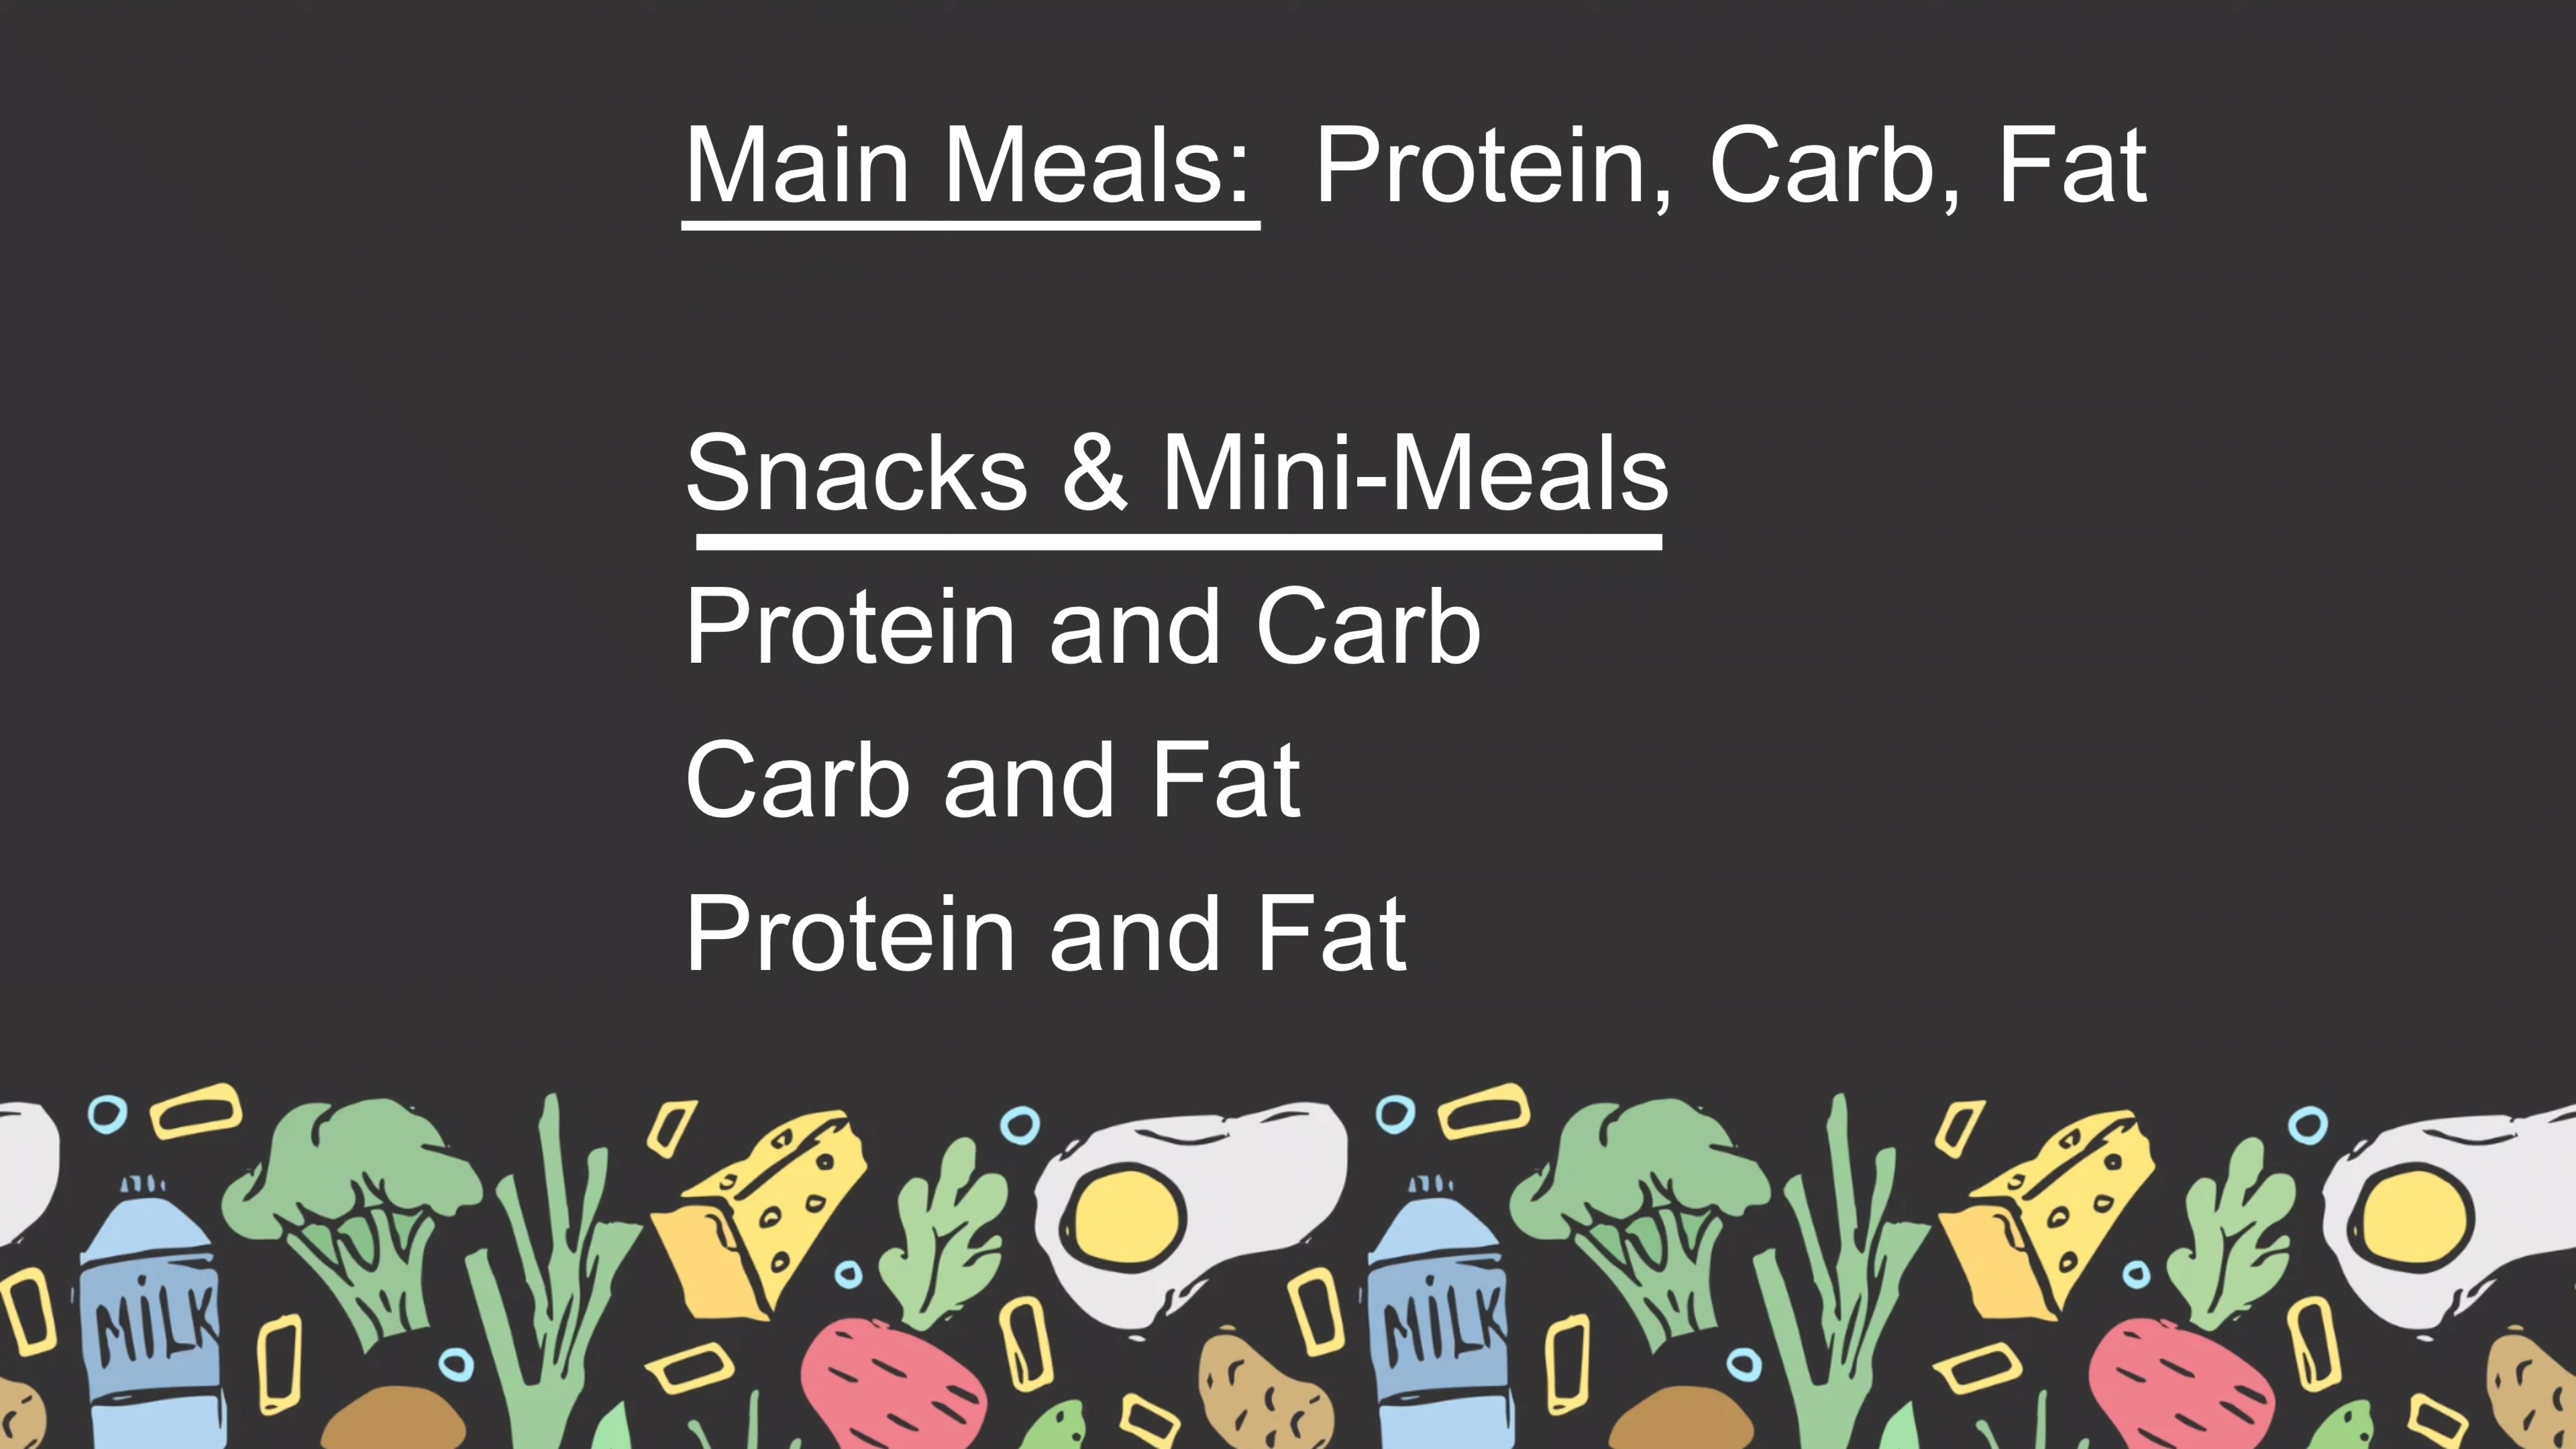 Main Meals: Protein, Carb, Fat
Snacks & Mini-Meals
Protein and Carb
Carb and Fat
Protein and Fat
MILK
MILK